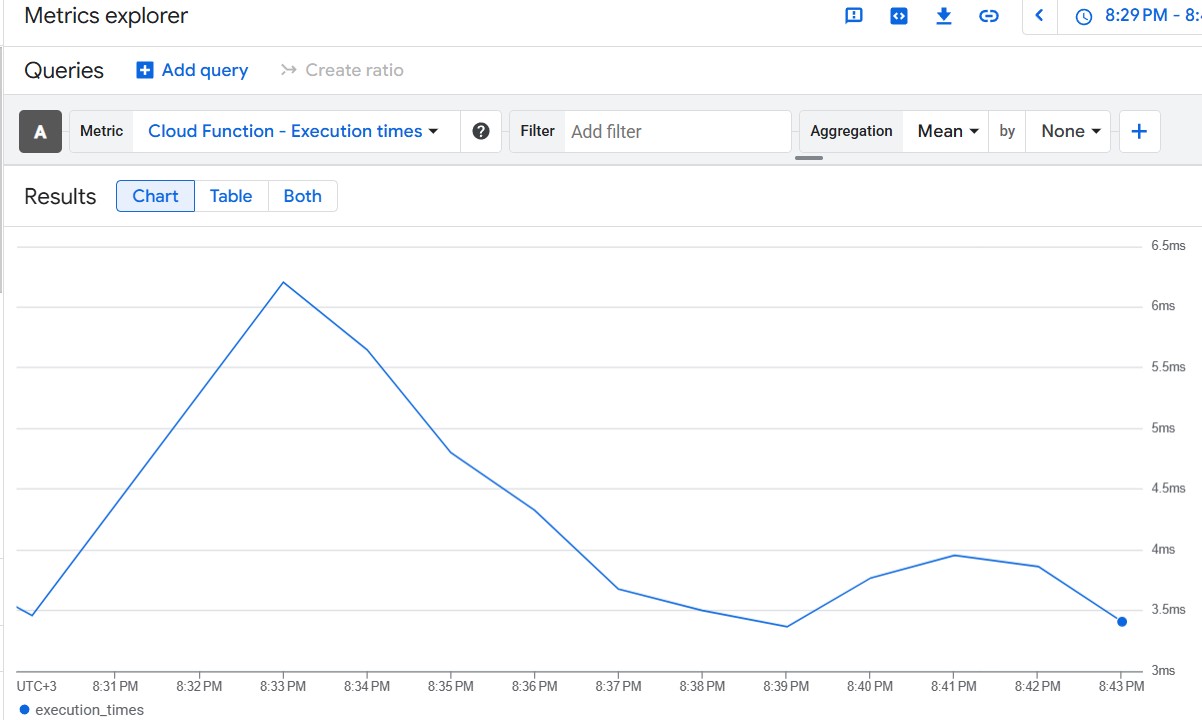 Metrics explorer
8:29 PM - 8:
Queries
Add query
Create ratio
A
Metric
Cloud Function - Execution times
Filter
Add filter
Aggregation
Mean
by
None
Results
Chart
Table
Both
6.5ms
6ms
5.5ms
5ms
4.5ms
4ms
3.5ms
3ms
UTC+3 8:31 PM 8:32 PM 8:33 PM 8:34 PM 8:35 PM 8:36 PM 8:37 PM 8:38 PM 8:39 PM 8:40 PM 8:41 PM 8:42 PM 8:43 PM
execution_times